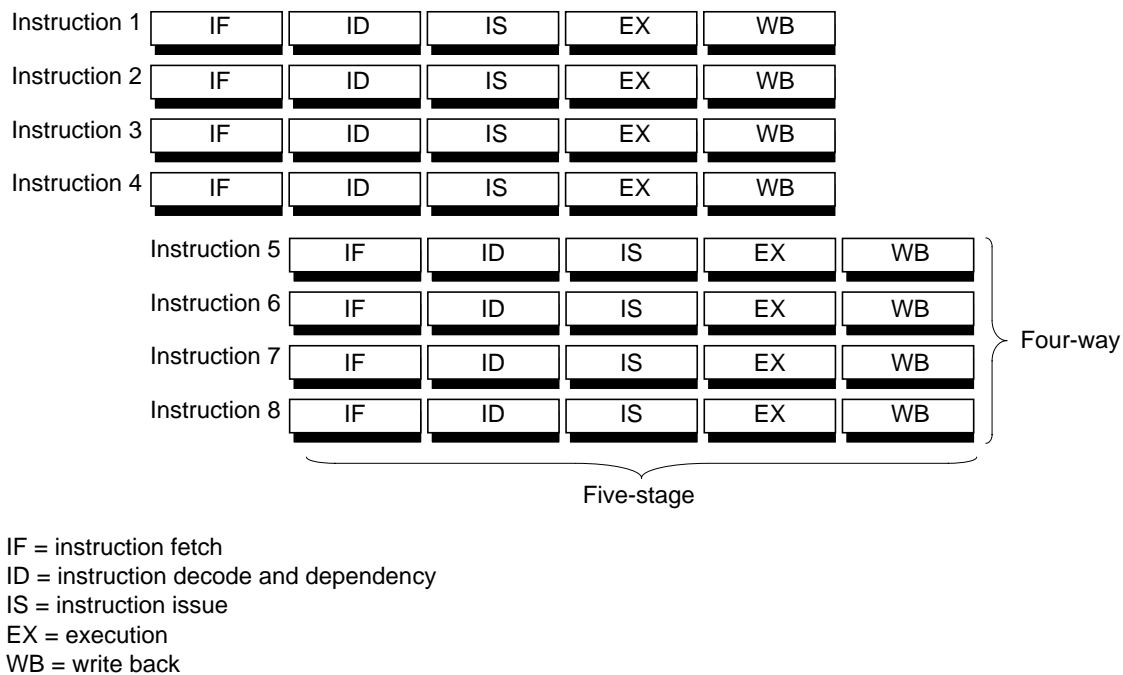 Instruction 1 IF ID IS EX WB
Instruction 2 IF ID IS EX WB
Instruction 3 IF ID IS EX WB
Instruction 4 IF ID IS EX WB
Instruction 5 IF ID IS EX WB
Instruction 6 IF ID IS EX WB
Instruction 7 IF ID IS EX WB
Instruction 8 IF ID IS EX WB
Four-way
Five-stage
IF = instruction fetch
ID = instruction decode and dependency
IS = instruction issue
EX = execution
WB = write back